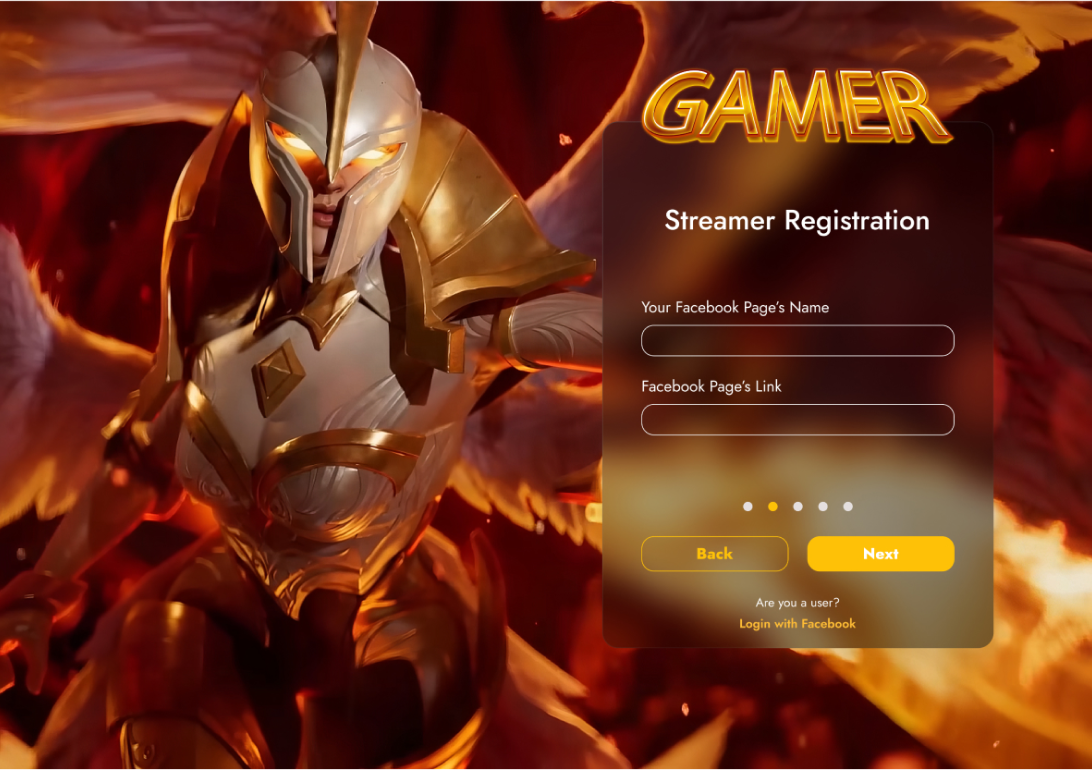 GAMER
Streamer Registration
Your Facebook Page’s Name
Facebook Page’s Link
Back
Next
Are you a user?
Login with Facebook